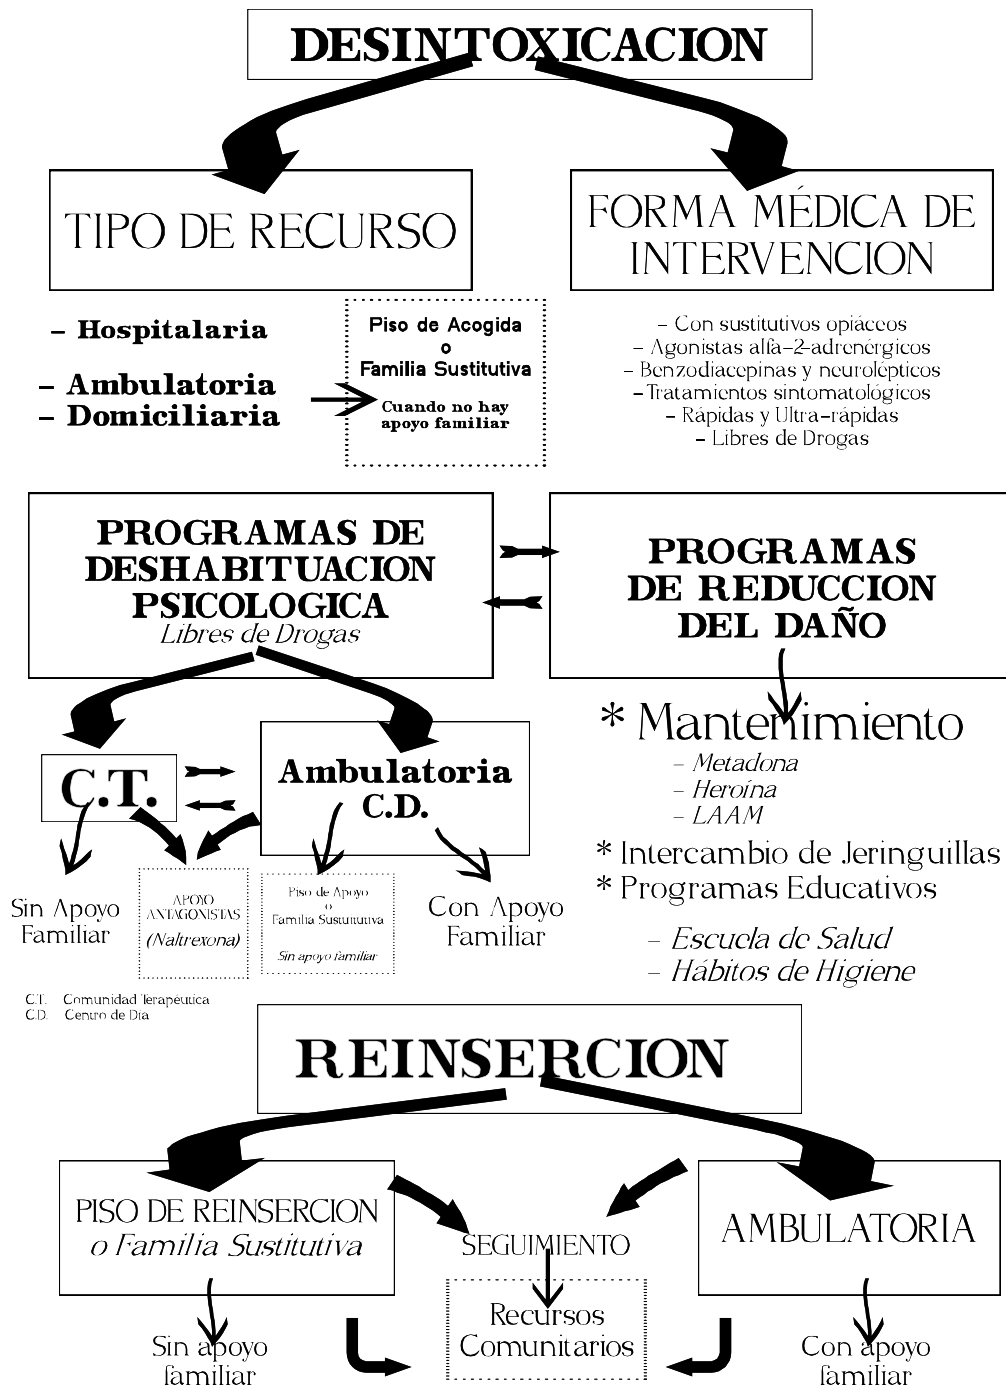 DESINTOXICACION
TIPO DE RECURSO
– Hospitalaria
– Ambulatoria
– Domiciliaria
Piso de Acogida
o
Familia Sustitutiva
Cuando no hay
apoyo familiar
FORMA MÉDICA DE
INTERVENCION
– Con sustitutivos opiáceos
– Agonistas alfa–2–adrenérgicos
– Benzodiacepinas y neurolépticos
–Tratamientos sintomatológicos
– Rápidas y Ultra–rápidas
– Libres de Drogas
PROGRAMAS DE
DESHABITUACION
PSICOLOGICA
Libres de Drogas
PROGRAMAS
DE REDUCCION
DEL DAÑO
C.T.
Ambulatoria
C.D.
Sin Apoyo
Familiar
APOYO
ANTAGONISTAS
(Naltrexona)
Piso de Apoyo
o
Familia Sustitutiva
Sin apoyo familiar
Con Apoyo
Familiar
* Mantenimiento
– Metadona
– Heroína
– LAAM
* Intercambio de Jeringuillas
* Programas Educativos
– Escuela de Salud
– Hábitos de Higiene
C.T. Comunidad Terapéutica
C.D. Centro de Día
REINSERCION
PISO DE REINSERCION
o Familia Sustitutiva
SEGUIMIENTO
AMBULATORIA
Sin apoyo
familiar
Recursos
Comunitarios
Con apoyo
familiar